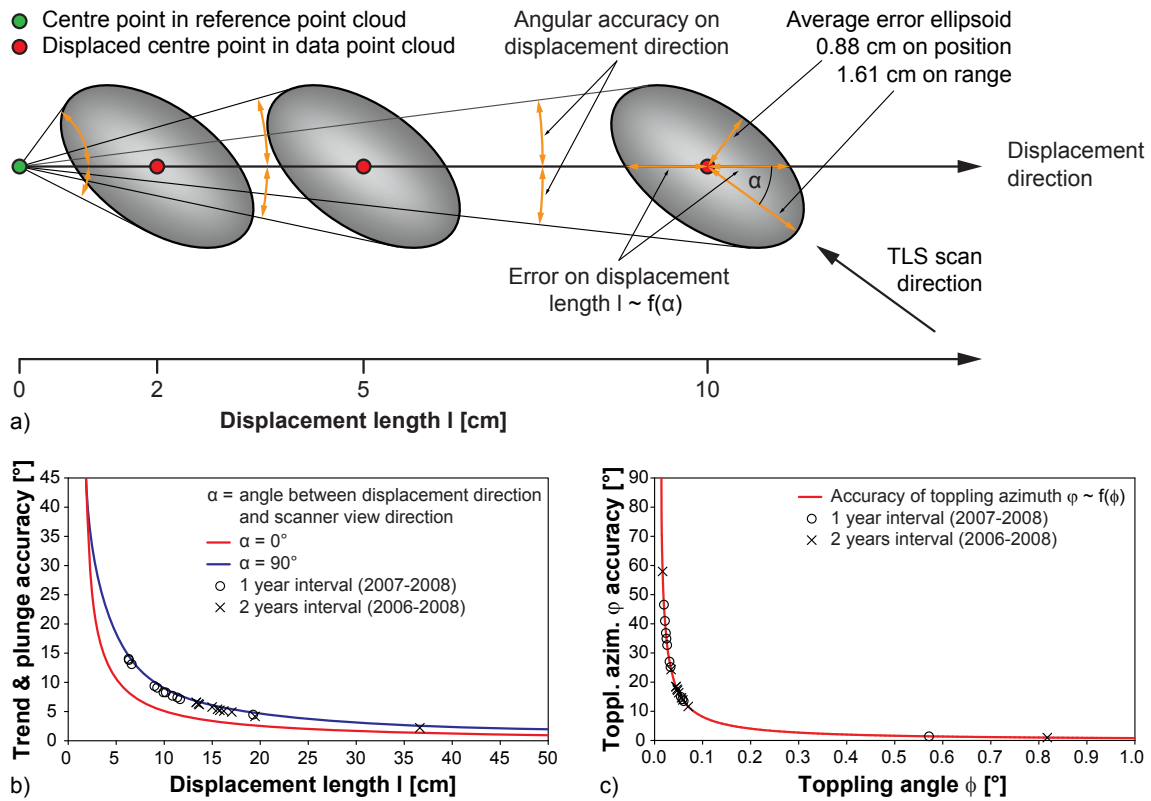 Centre point in reference point cloud
Displaced centre point in data point cloud
Angular accuracy on
displacement direction
Average error ellipsoid
0.88 cm on position
1.61 cm on range
Displacement
direction
α
Error on displacement
length l ~ f(α)
TLS scan
direction
0 2 5 10
Displacement length l [cm]
a)
Trend & plunge accuracy [°]
45
40
35
30
25
20
15
10
5
0
α = angle between displacement direction
and scanner view direction
α = 0°
α = 90°
1 year interval (2007-2008)
2 years interval (2006-2008)
0 5 10 15 20 25 30 35 40 45 50
Displacement length l [cm]
b)
Toppl. azim. φ accuracy [°]
90
80
70
60
50
40
30
20
10
0
Accuracy of toppling azimuth φ ~ f(ϕ)
1 year interval (2007-2008)
2 years interval (2006-2008)
0.0 0.1 0.2 0.3 0.4 0.5 0.6 0.7 0.8 0.9 1.0
Toppling angle ϕ [°]
c)